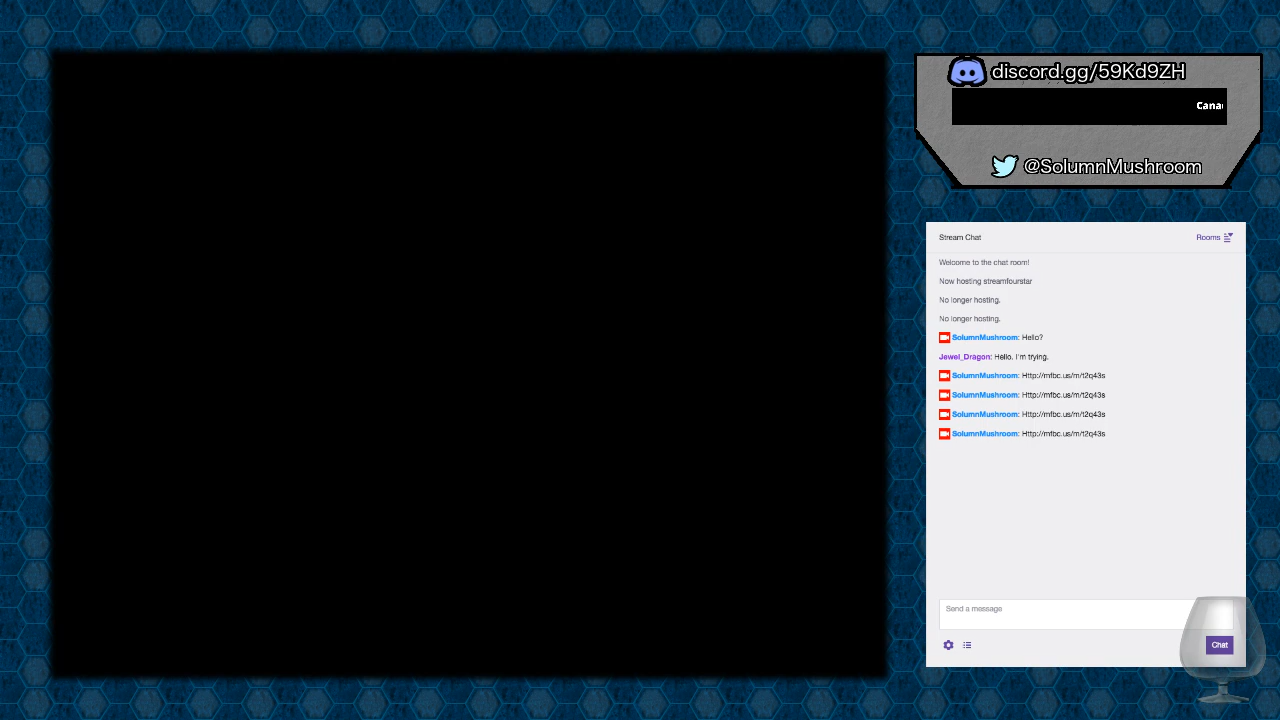 discord.gg/59Kd9ZH
@SolumnMushroom
Stream Chat
Rooms
Welcome to the chat room!
Now hosting streamfourstar
No longer hosting.
No longer hosting.
SolumnMushroom: Hello?
Jewel_Dragon: Hello. I'm trying.
SolumnMushroom: Http://mfbc.us/m/t2q43s
SolumnMushroom: Http://mfbc.us/m/t2q43s
SolumnMushroom: Http://mfbc.us/m/t2q43s
SolumnMushroom: Http://mfbc.us/m/t2q43s
Send a message
Chat